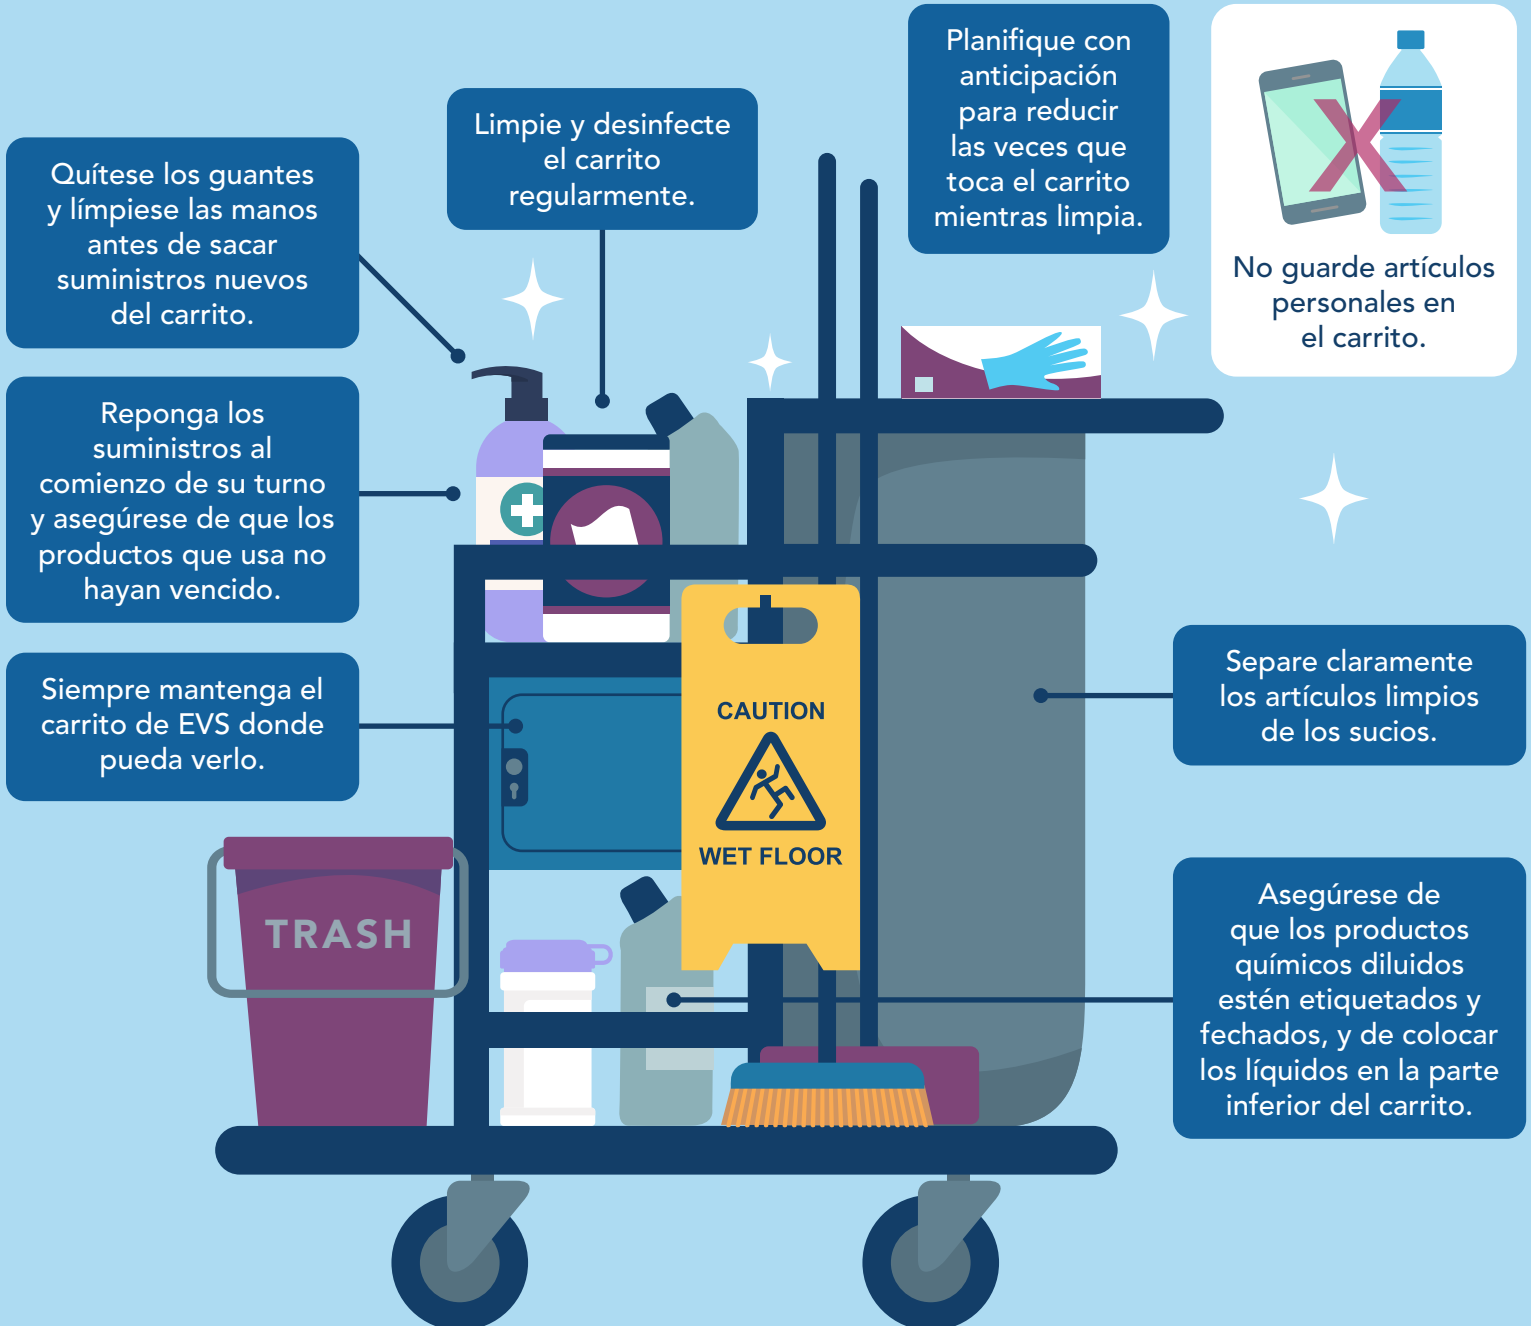 Quítese los guantes
y límpiese las manos
antes de sacar
suministros nuevos
del carrito.
Limpie y desinfecte
el carrito
regularmente.
Planifique con
anticipación
para reducir
las veces que
toca el carrito
mientras limpia.
No guarde artículos
personales en
el carrito.
Reponga los
suministros al
comienzo de su turno
y asegúrese de que los
productos que usa no
hayan vencido.
Siempre mantenga el
carrito de EVS donde
pueda verlo.
CAUTION
WET FLOOR
Separe claramente
los artículos limpios
de los sucios.
TRASH
Asegúrese de
que los productos
químicos diluidos
estén etiquetados y
fechados, y de colocar
los líquidos en la parte
inferior del carrito.